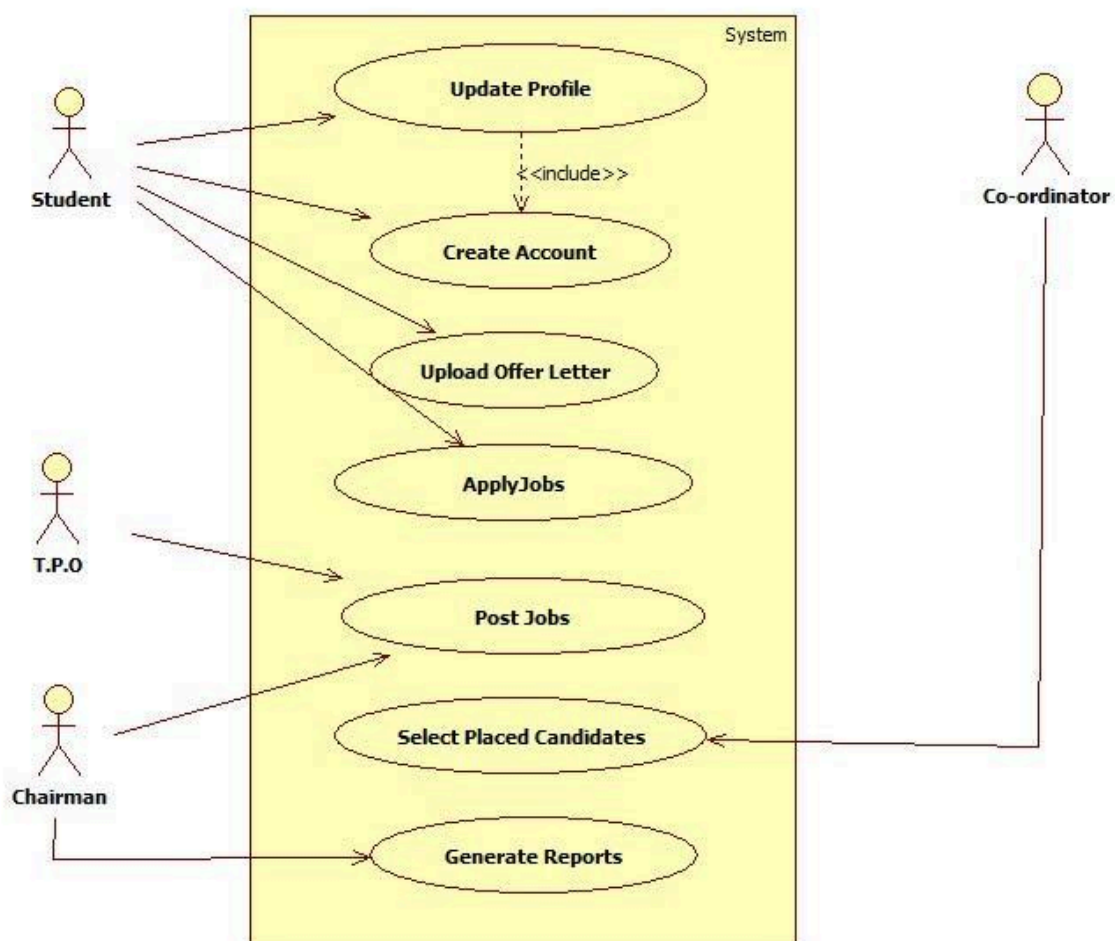 System
Update Profile
Student
<<include>>
Co-ordinator
Create Account
Upload Offer Letter
ApplyJobs
T.P.O
Post Jobs
Select Placed Candidates
Chairman
Generate Reports